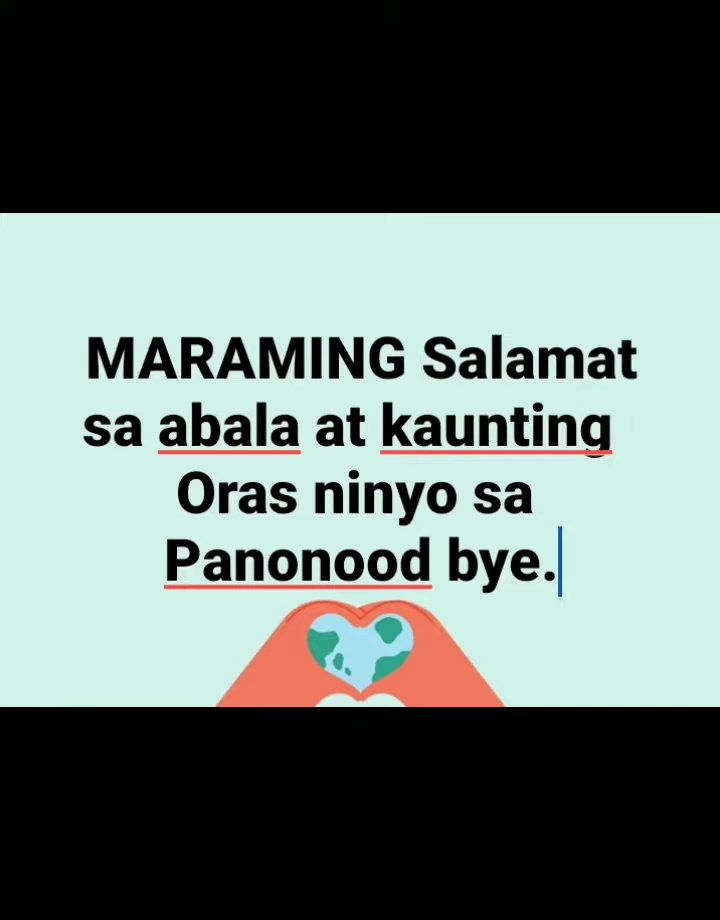 MARAMING Salamat
sa abala at kaunting
Oras ninyo sa
Panonood bye.